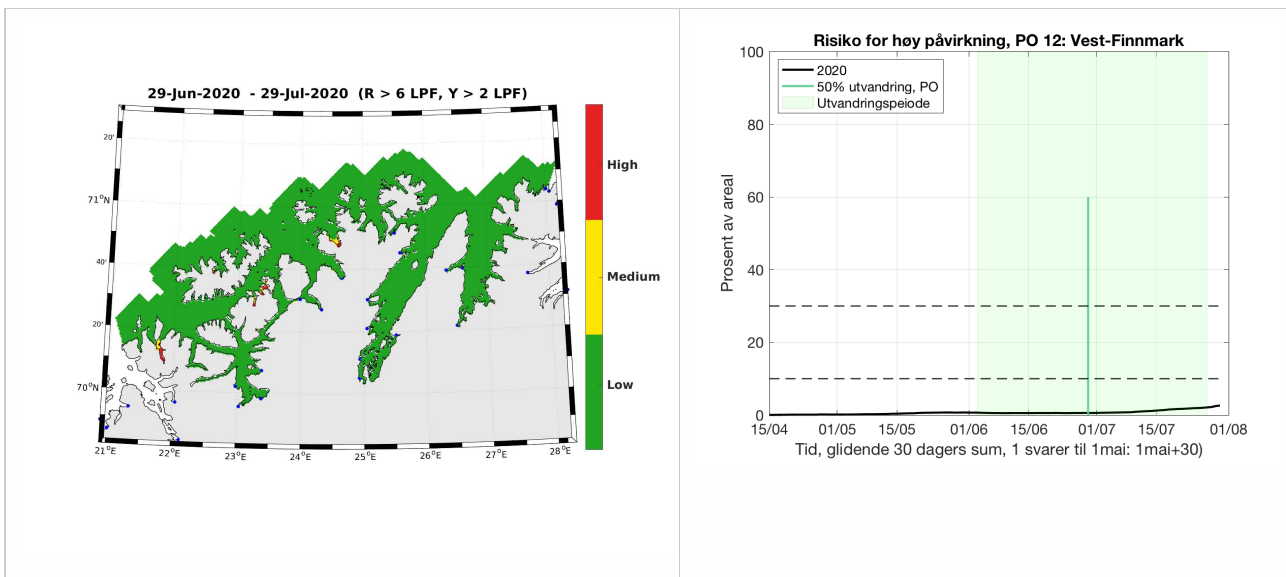 29-Jun-2020 - 29-Jul-2020 (R > 6 LPF, Y > 2 LPF)
20'
71°N
40'
20'
70°N
21°E
22°E
23°E
24°E
25°E
26°E
27°E
28°E
High
Medium
Low
Risiko for høy påvirkning, PO 12: Vest-Finnmark
2020
50% utvandring, PO
Utvandringspeiode
Prosent av areal
100
80
60
40
20
0
15/04
01/05
15/05
01/06
15/06
01/07
15/07
01/08
Tid, glidende 30 dagers sum, 1 svarer til 1mai: 1mai+30)